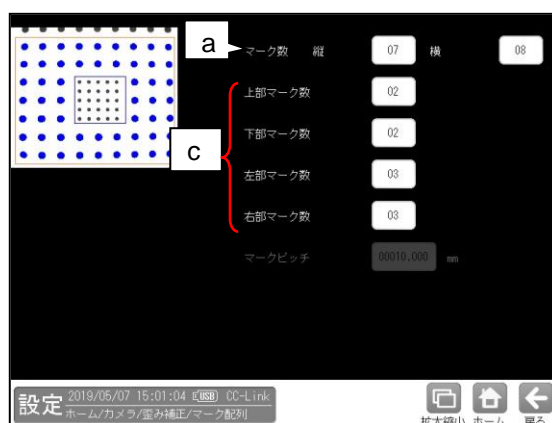 a
マーク数 縦 07 横 08
c
上部マーク数 02
下部マーク数 02
左部マーク数 03
右部マーク数 03
マークピッチ 00010.000 mm
設定
2019/05/07 15:01:04 USB CC-Link
ホーム/カメラ/歪み補正/マーク配列
拡大縮小 ホーム 戻る